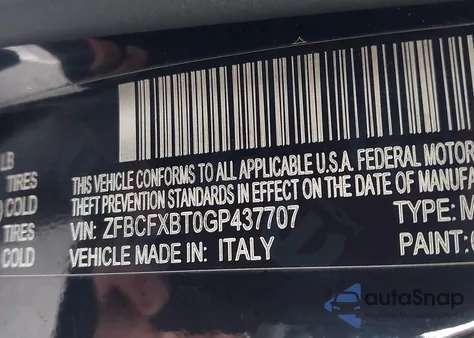 LB
TIRES
COLD
TIRES
COLD
THIS VEHICLE CONFORMS TO ALL APPLICABLE U.S.A. FEDERAL MOTOR
THEFT PREVENTION STANDARDS IN EFFECT ON THE DATE OF MANUFA
VIN: ZFBCFXBT0GP437707 TYPE: M
VEHICLE MADE IN: ITALY PAINT:
autaSnap